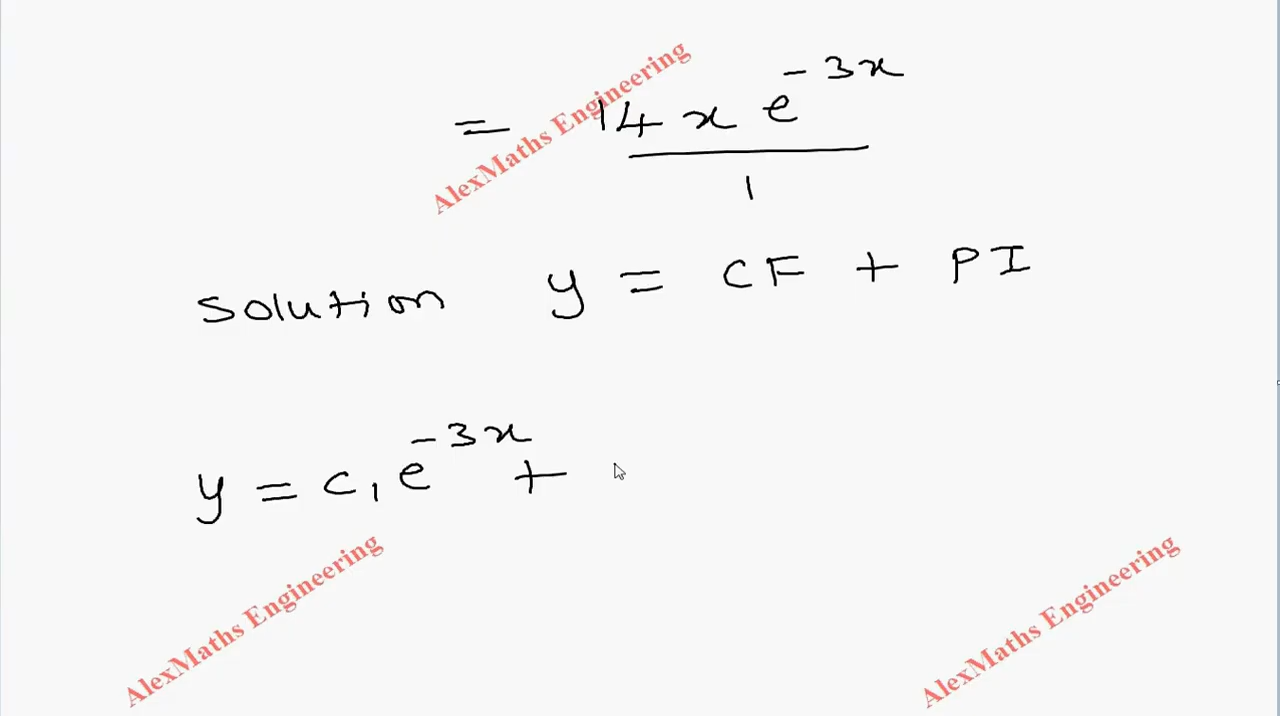 = 14 x e^{-3x}
1
solution y = CF + PI
y = c₁ e^{-3x} +
AlexMaths Engineering
AlexMaths Engineering
AlexMaths Engineering